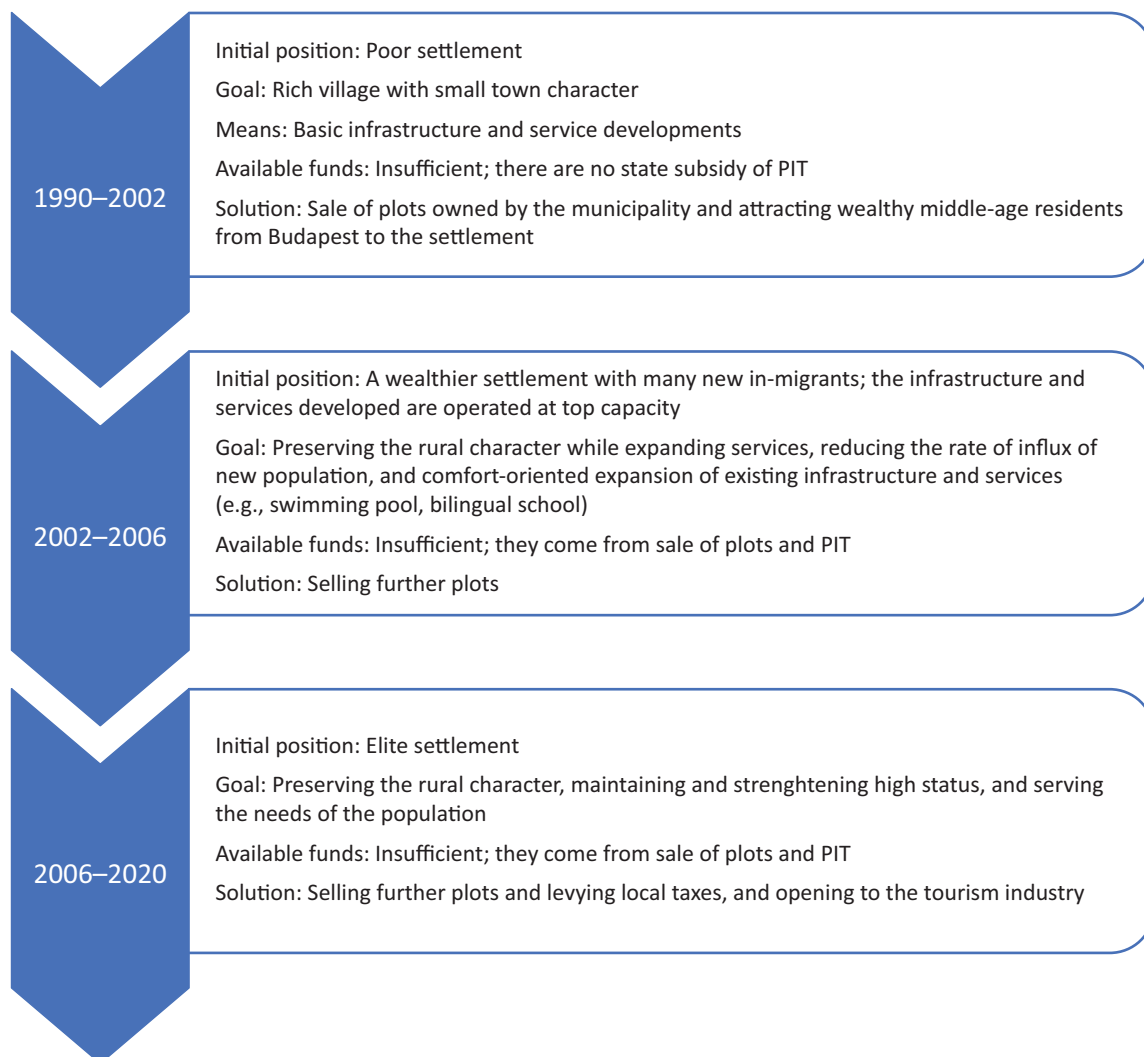 1990–2002
Initial position: Poor settlement
Goal: Rich village with small town character
Means: Basic infrastructure and service developments
Available funds: Insufficient; there are no state subsidy of PIT
Solution: Sale of plots owned by the municipality and attracting wealthy middle-age residents
from Budapest to the settlement
2002–2006
Initial position: A wealthier settlement with many new in-migrants; the infrastructure and
services developed are operated at top capacity
Goal: Preserving the rural character while expanding services, reducing the rate of influx of
new population, and comfort-oriented expansion of existing infrastructure and services
(e.g., swimming pool, bilingual school)
Available funds: Insufficient; they come from sale of plots and PIT
Solution: Selling further plots
2006–2020
Initial position: Elite settlement
Goal: Preserving the rural character, maintaining and strenghtening high status, and serving
the needs of the population
Available funds: Insufficient; they come from sale of plots and PIT
Solution: Selling further plots and levying local taxes, and opening to the tourism industry